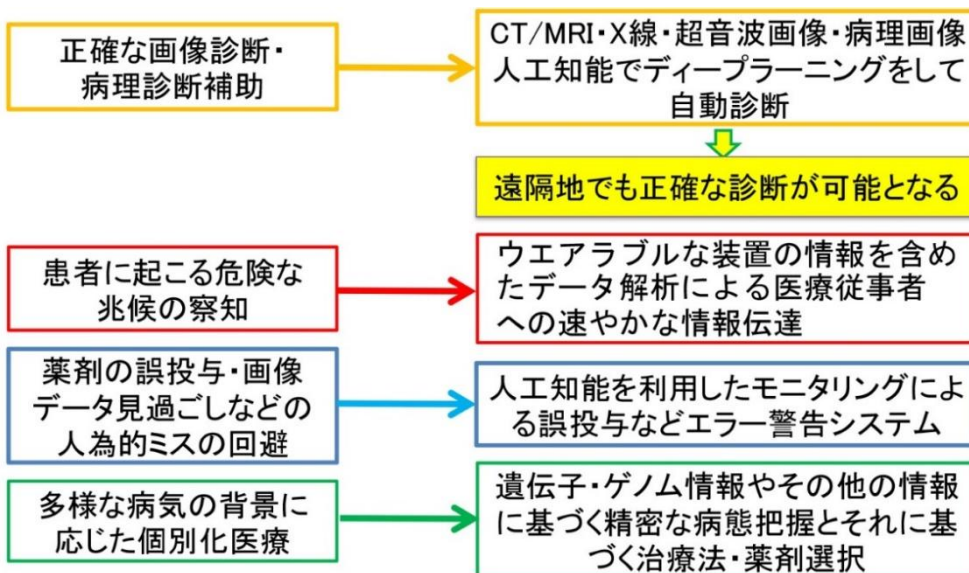 正確な画像診断・
病理診断補助
CT/MRI・X線・超音波画像・病理画像
人工知能でディープラーニングをして
自動診断
遠隔地でも正確な診断が可能となる
患者に起こる危険な
兆候の察知
ウエアラブルな装置の情報を含め
たデータ解析による医療従事者
への速やかな情報伝達
薬剤の誤投与・画像
データ見過ごしなどの
人為的ミスの回避
人工知能を利用したモニタリングによ
る誤投与などエラー警告システム
多様な病気の背景に
応じた個別化医療
遺伝子・ゲノム情報やその他の情報
に基づく精密な病態把握とそれに基
づく治療法・薬剤選択